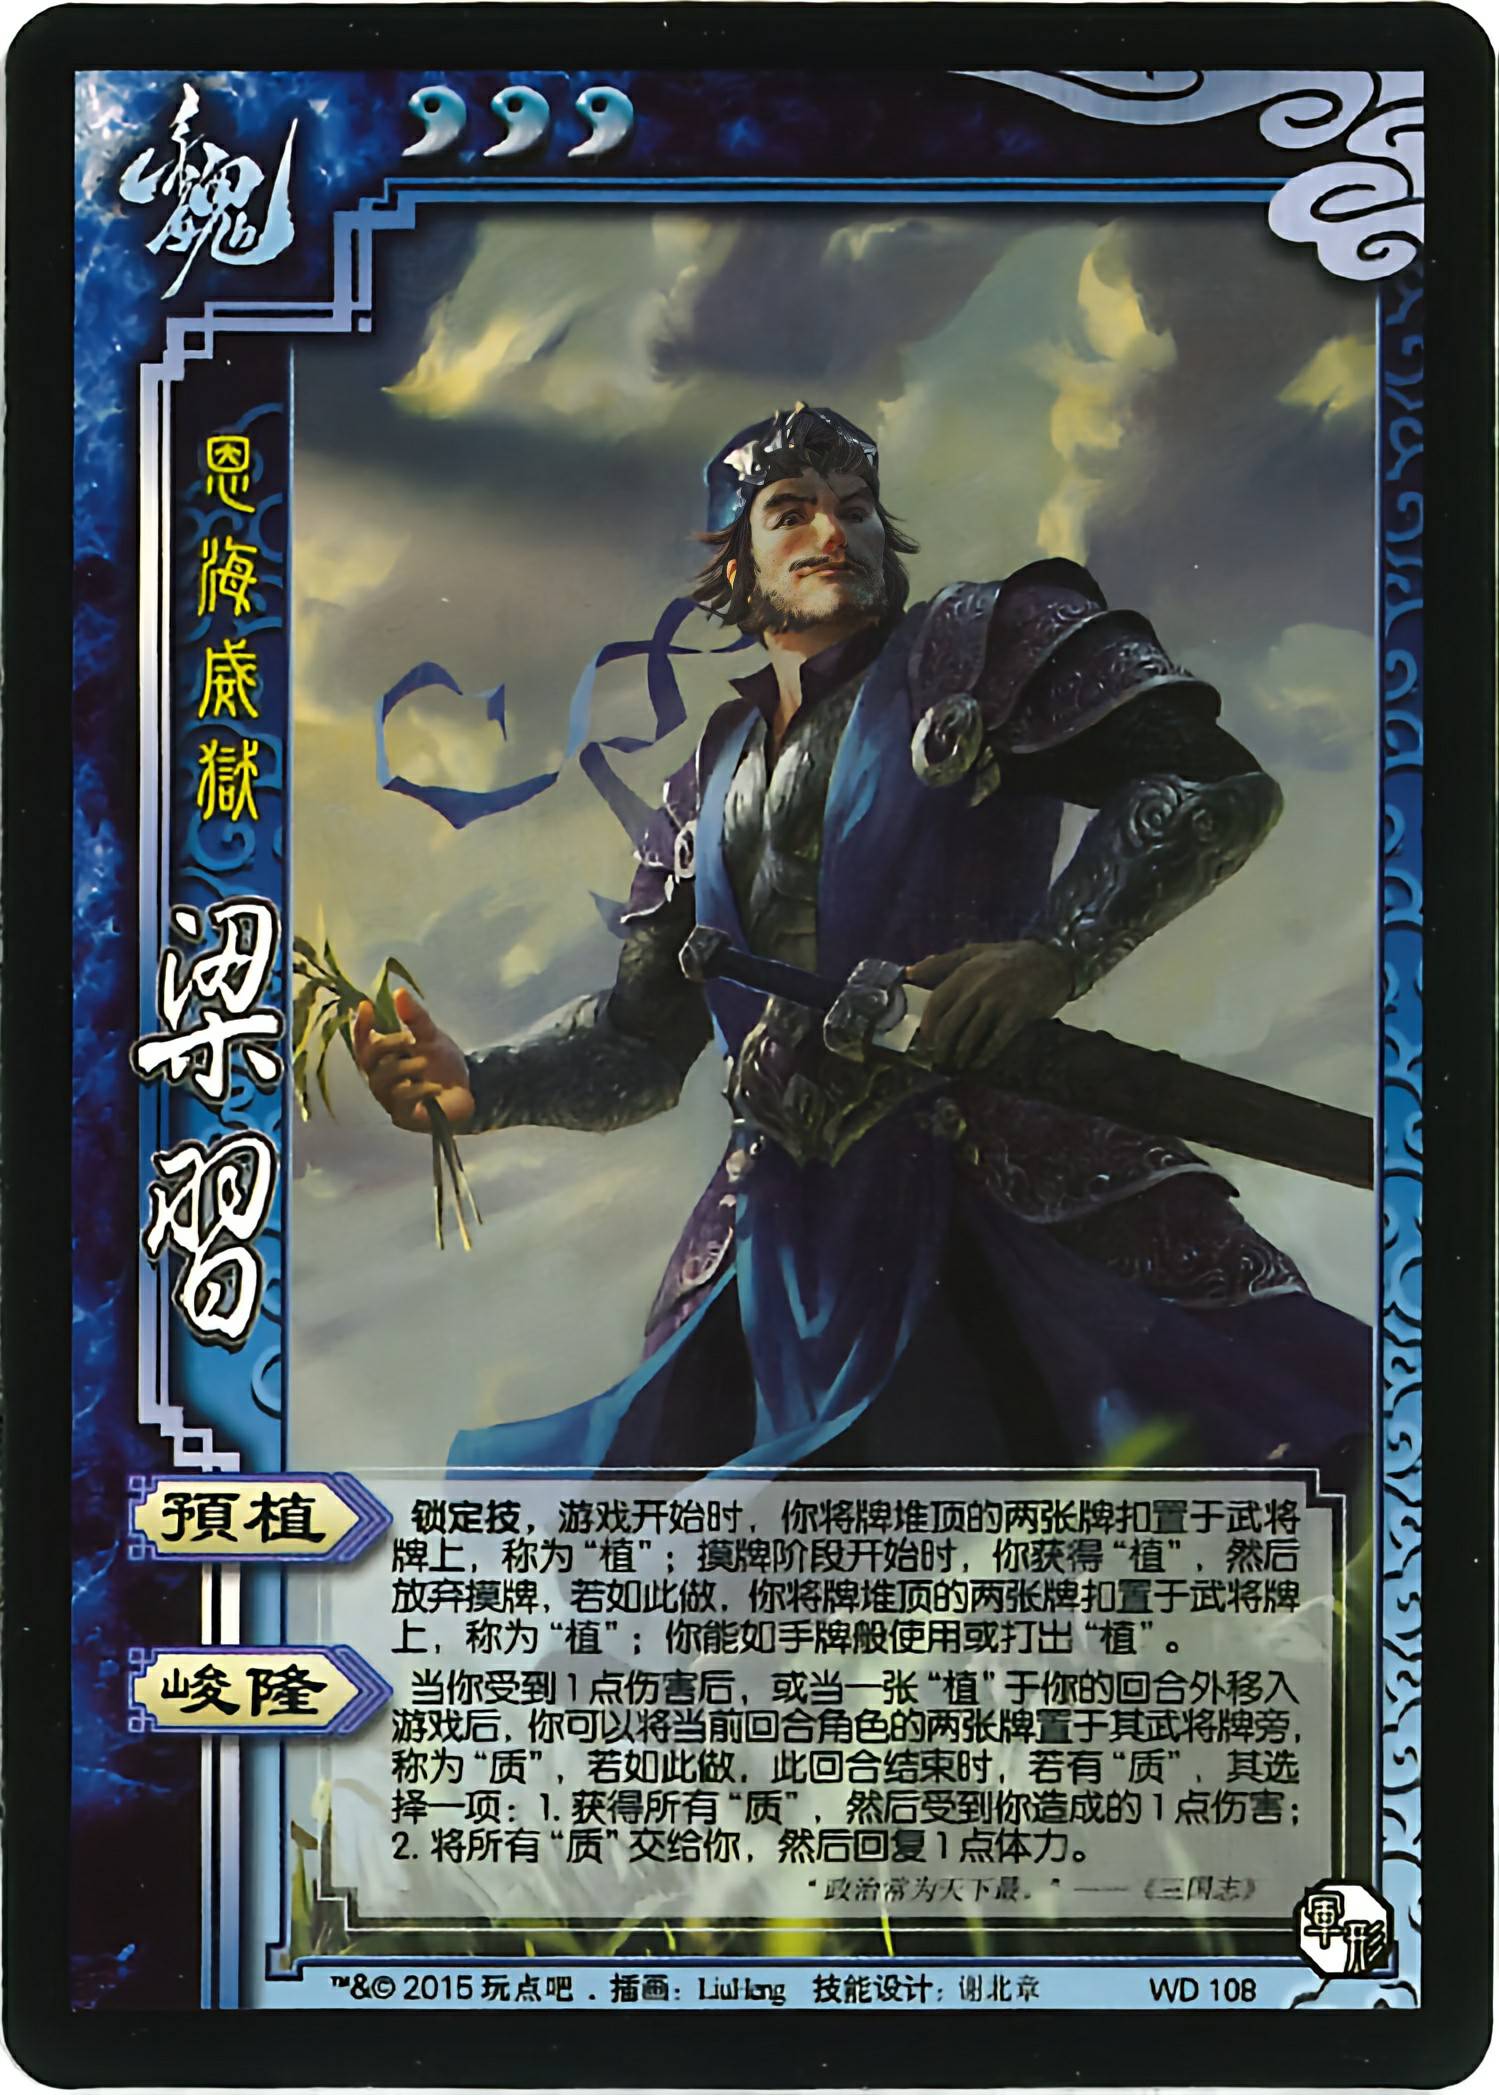 魏
恩海威獄
梁習
預植
锁定技，游戏开始时，你将牌堆顶的两张牌扣置于武将
牌上，称为“植”；摸牌阶段开始时，你获得“植”，然后
放弃摸牌，若如此做，你将牌堆顶的两张牌扣置于武将牌
上，称为“植”；你能如手牌般使用或打出“植”。
峻隆
当你受到1点伤害后，或当一张“植”于你的回合外移入
游戏后，你可以将当前回合角色的两张牌置于其武将牌旁，
称为“质”，若如此做，此回合结束时，若有“质”，其选
择一项：1. 获得所有“质”，然后受到你造成的1点伤害；
2. 将所有“质”交给你，然后回复1点体力。
“政治常为天下最。”——《三国志》
軍形
™&© 2015 玩点吧．插画：LiuHeng 技能设计：谢北章 WD 108